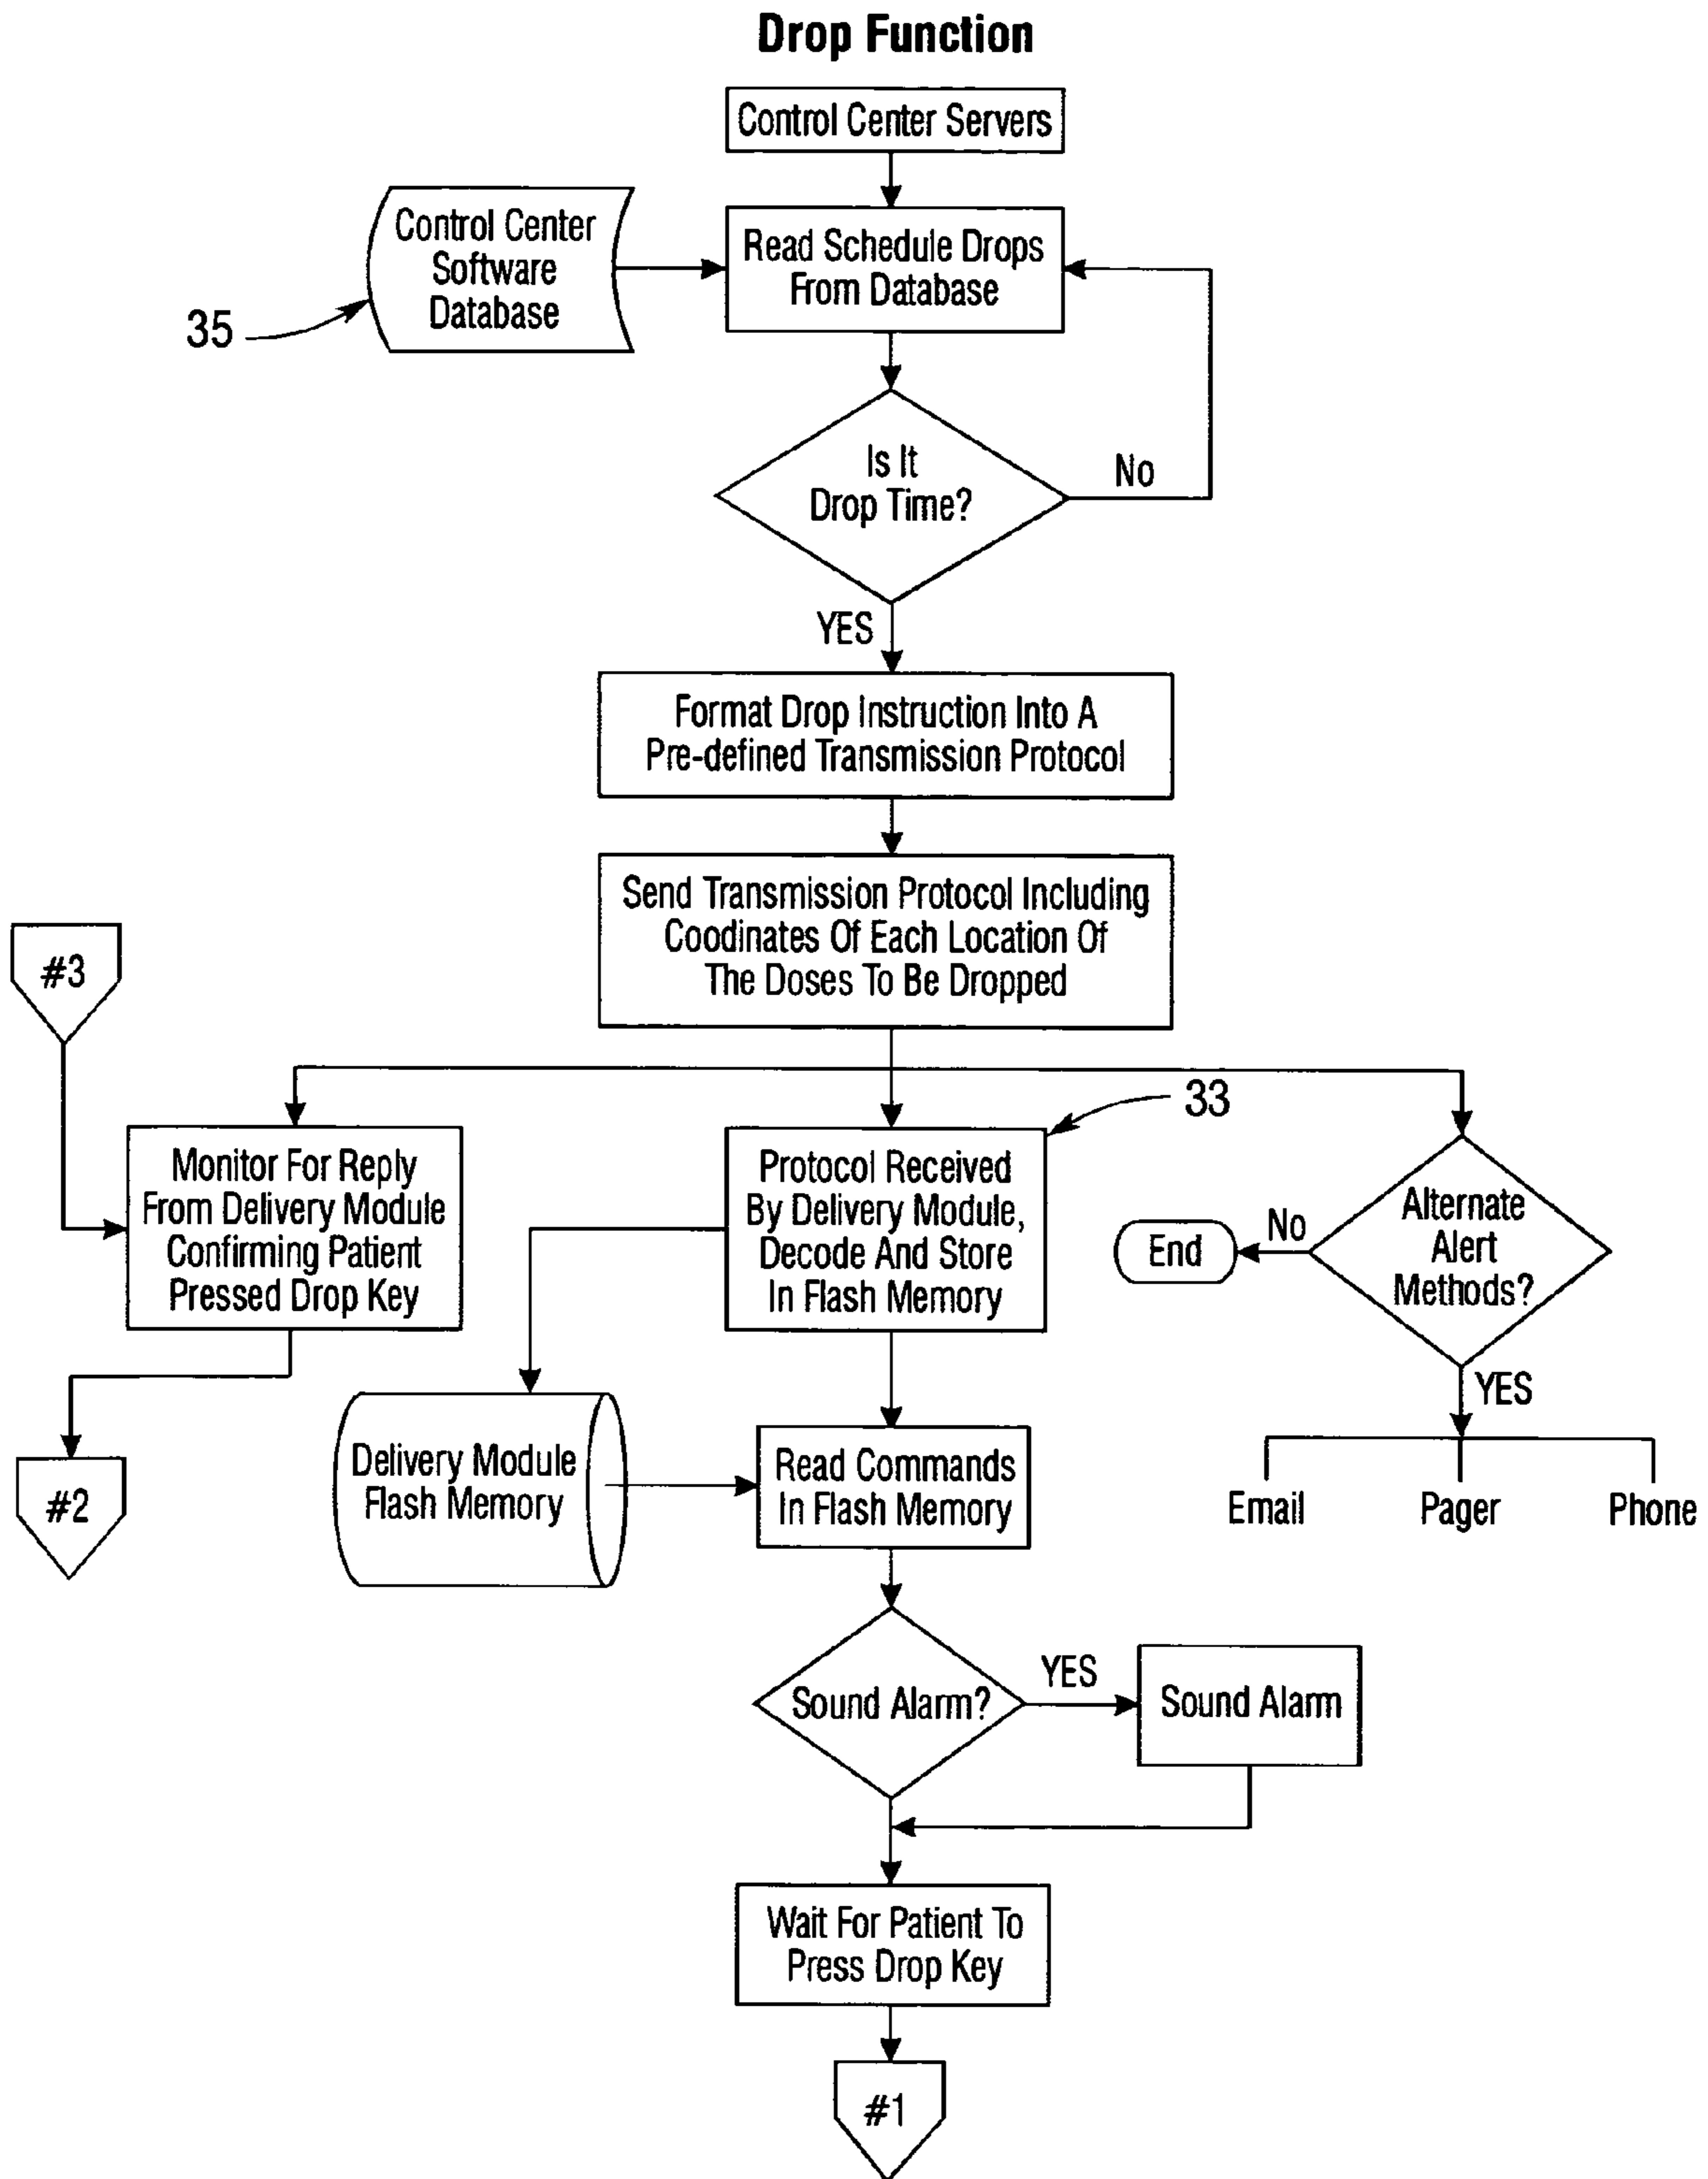 Drop Function
Control Center Servers
Control Center
Software
Database
35
Read Schedule Drops
From Database
Is It
Drop Time?
No
YES
Format Drop Instruction Into A
Pre-defined Transmission Protocol
Send Transmission Protocol Including
Coodinates Of Each Location Of
The Doses To Be Dropped
#3
33
Monitor For Reply
From Delivery Module
Confirming Patient
Pressed Drop Key
Protocol Received
By Delivery Module,
Decode And Store
In Flash Memory
Alternate
Alert
Methods?
No
End
YES
Email
Pager
Phone
#2
Delivery Module
Flash Memory
Read Commands
In Flash Memory
Sound Alarm?
YES
Sound Alarm
Wait For Patient To
Press Drop Key
#1